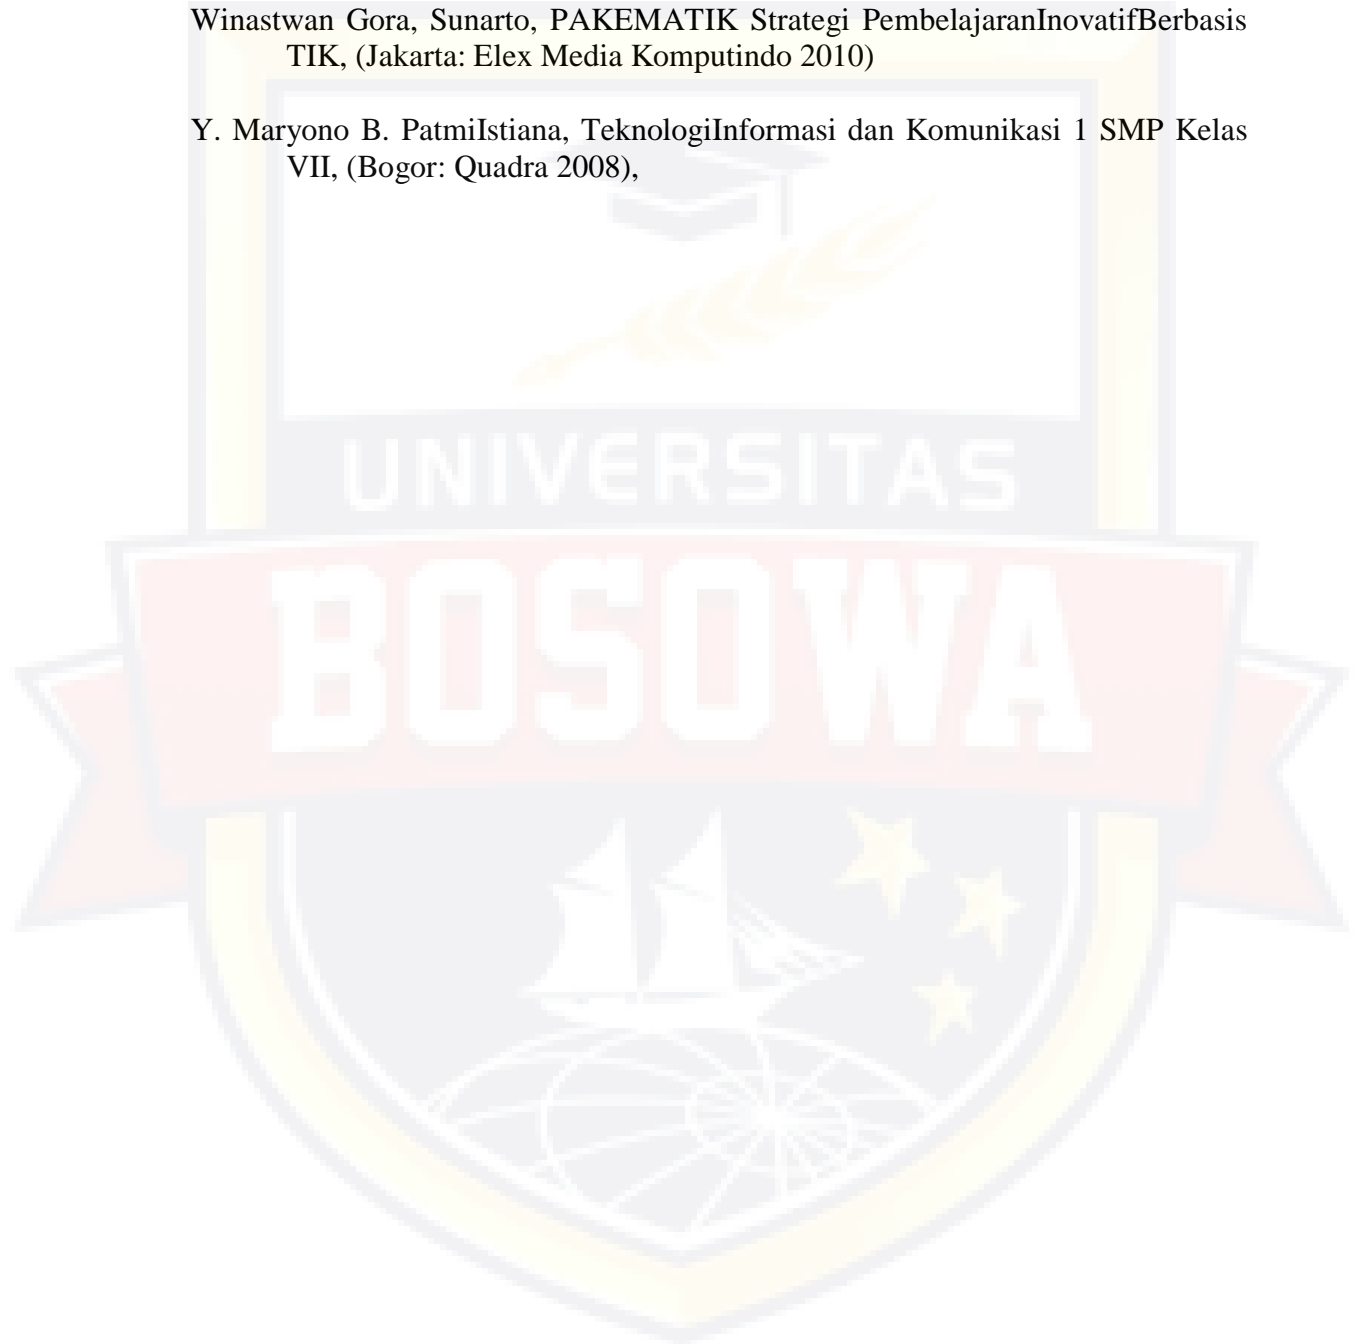 Winastwan Gora, Sunarto, PAKEMATIK Strategi PembelajaranInovatifBerbasis
TIK, (Jakarta: Elex Media Komputindo 2010)
Y. Maryono B. PatmiIstiana, TeknologiInformasi dan Komunikasi 1 SMP Kelas
VII, (Bogor: Quadra 2008),
UNIVERSITAS
BOSOWA